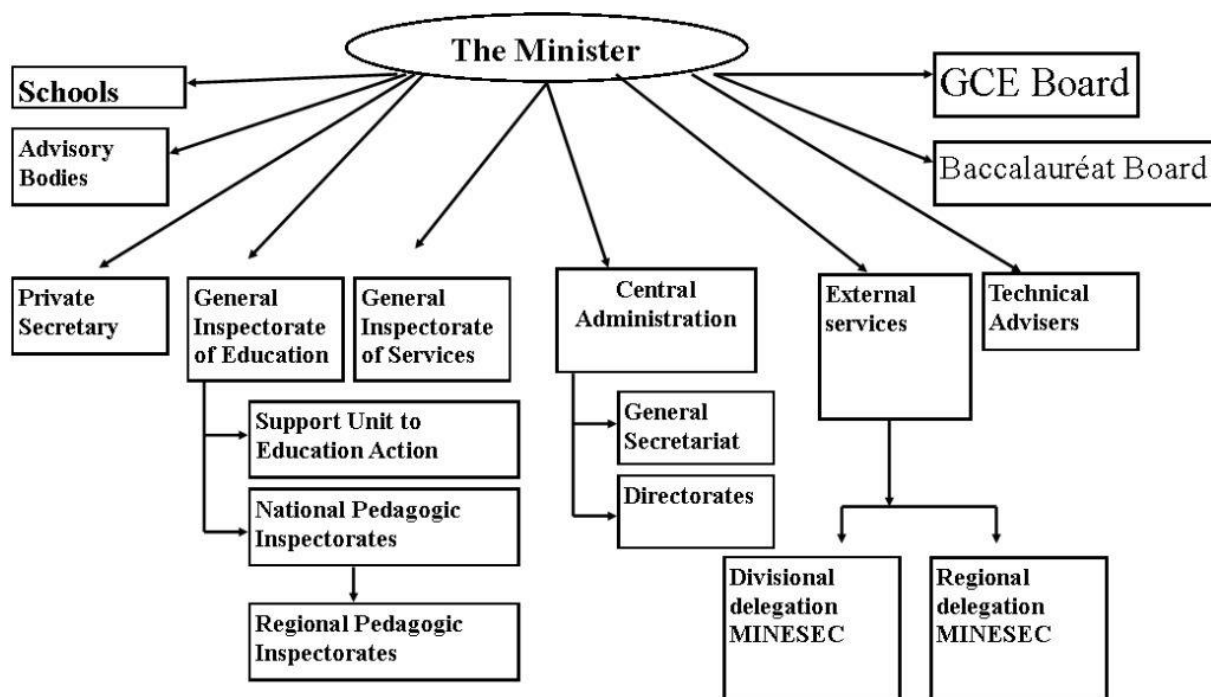 The Minister
Schools
GCE Board
Advisory
Bodies
Baccalauréat Board
Private
Secretary
General
Inspectorate
of Education
General
Inspectorate
of Services
Central
Administration
External
services
Technical
Advisers
Support Unit to
Education Action
General
Secretariat
National Pedagogic
Inspectorates
Directorates
Regional Pedagogic
Inspectorates
Divisional
delegation
MINESEC
Regional
delegation
MINESEC